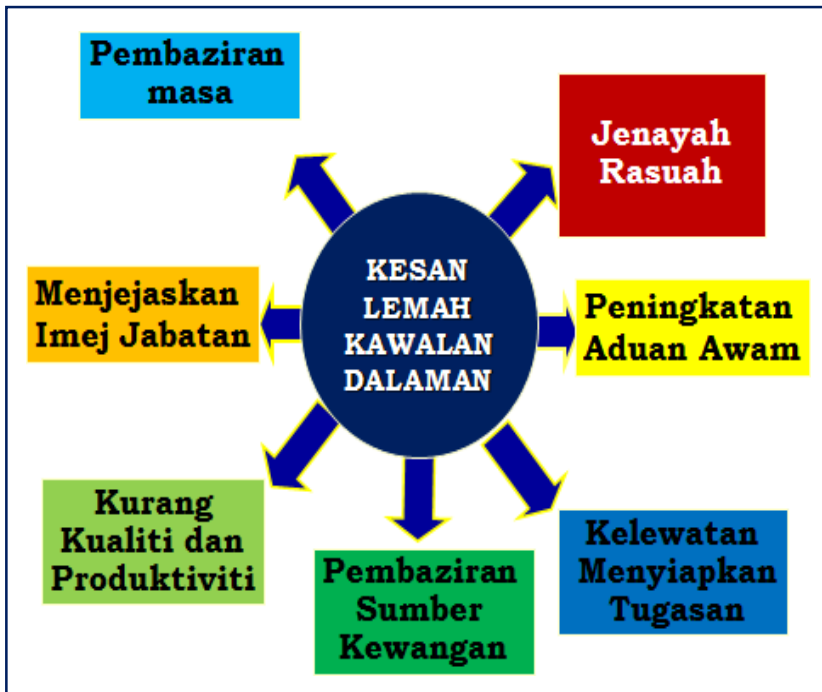 Pembaziran
masa
Jenayah
Rasuah
KESAN
LEMAH
KAWALAN
DALAMAN
Menjejaskan
Imej Jabatan
Peningkatan
Aduan Awam
Kurang
Kualiti dan
Produktiviti
Pembaziran
Sumber
Kewangan
Kelewatan
Menyiapkan
Tugasan